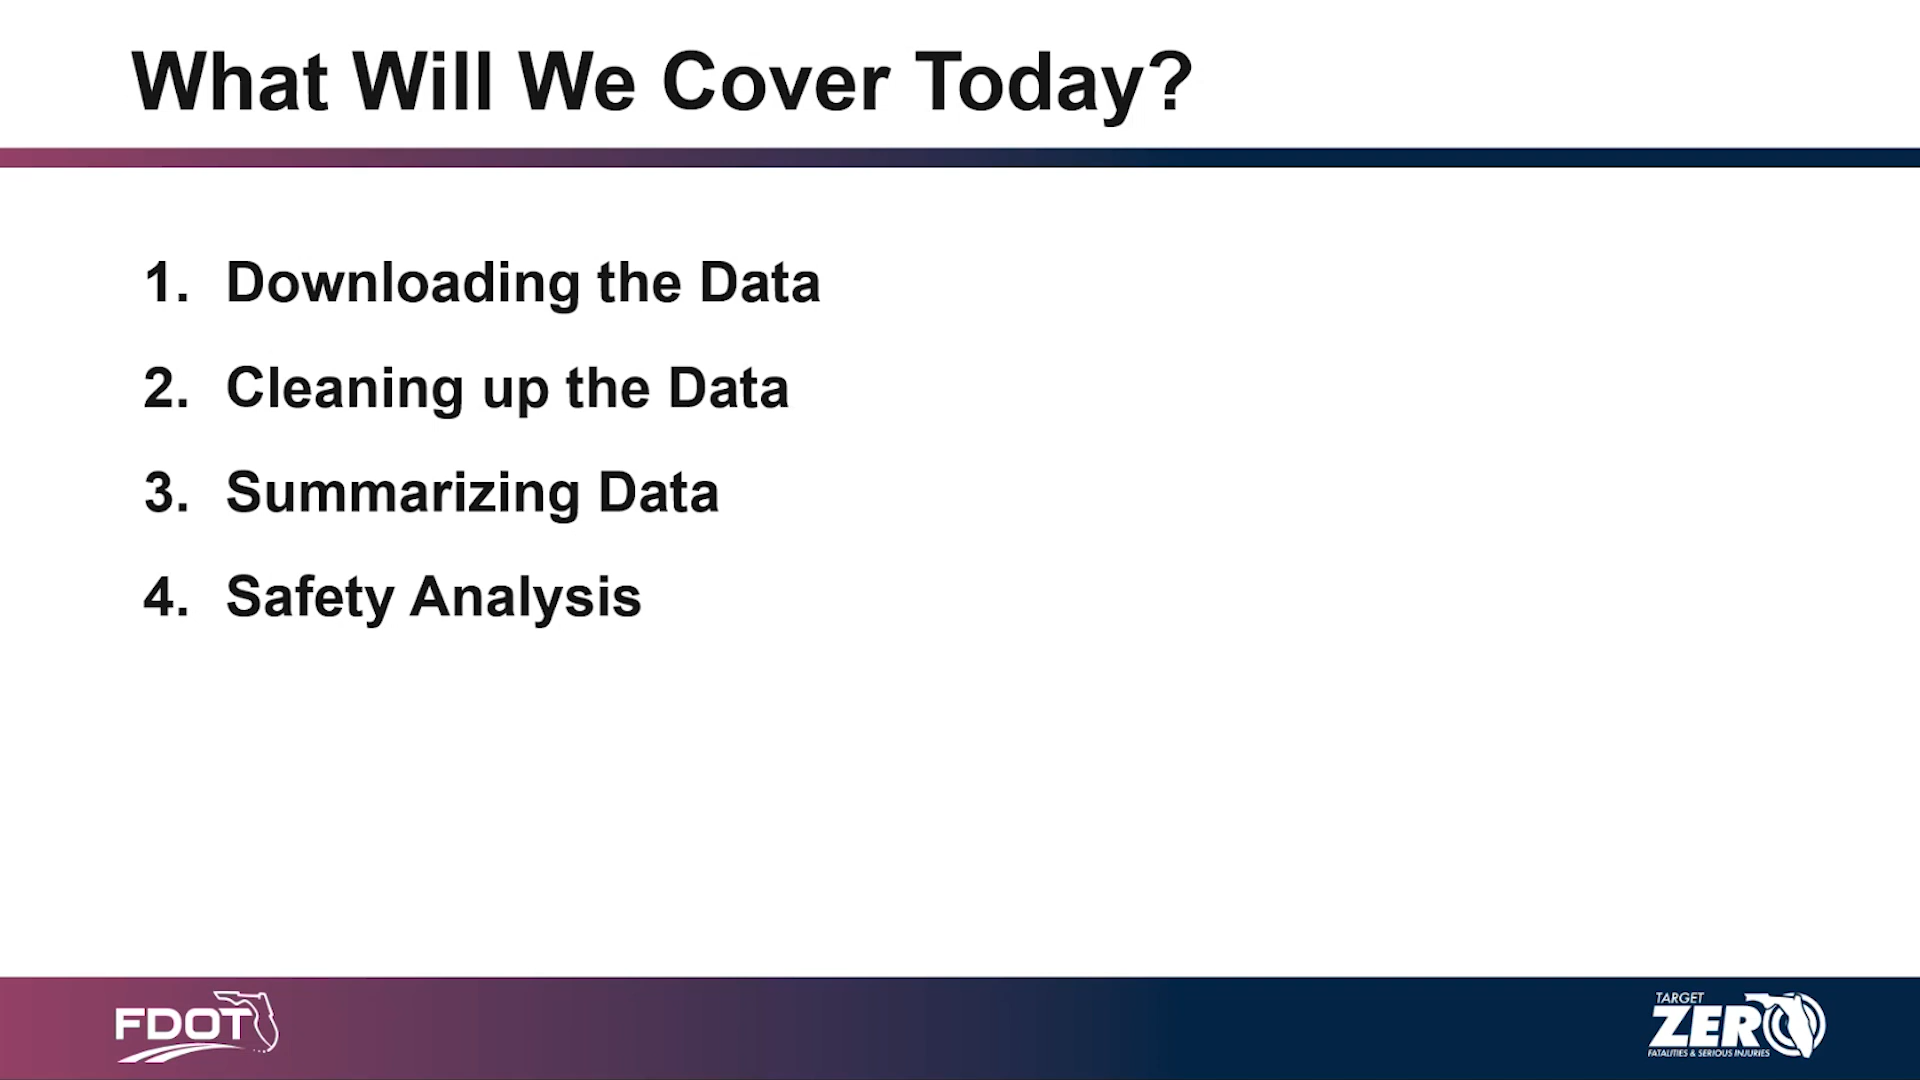 What Will We Cover Today?
1. Downloading the Data
2. Cleaning up the Data
3. Summarizing Data
4. Safety Analysis
FDOT
TARGET
ZERO
FATALITIES & SERIOUS INJURIES